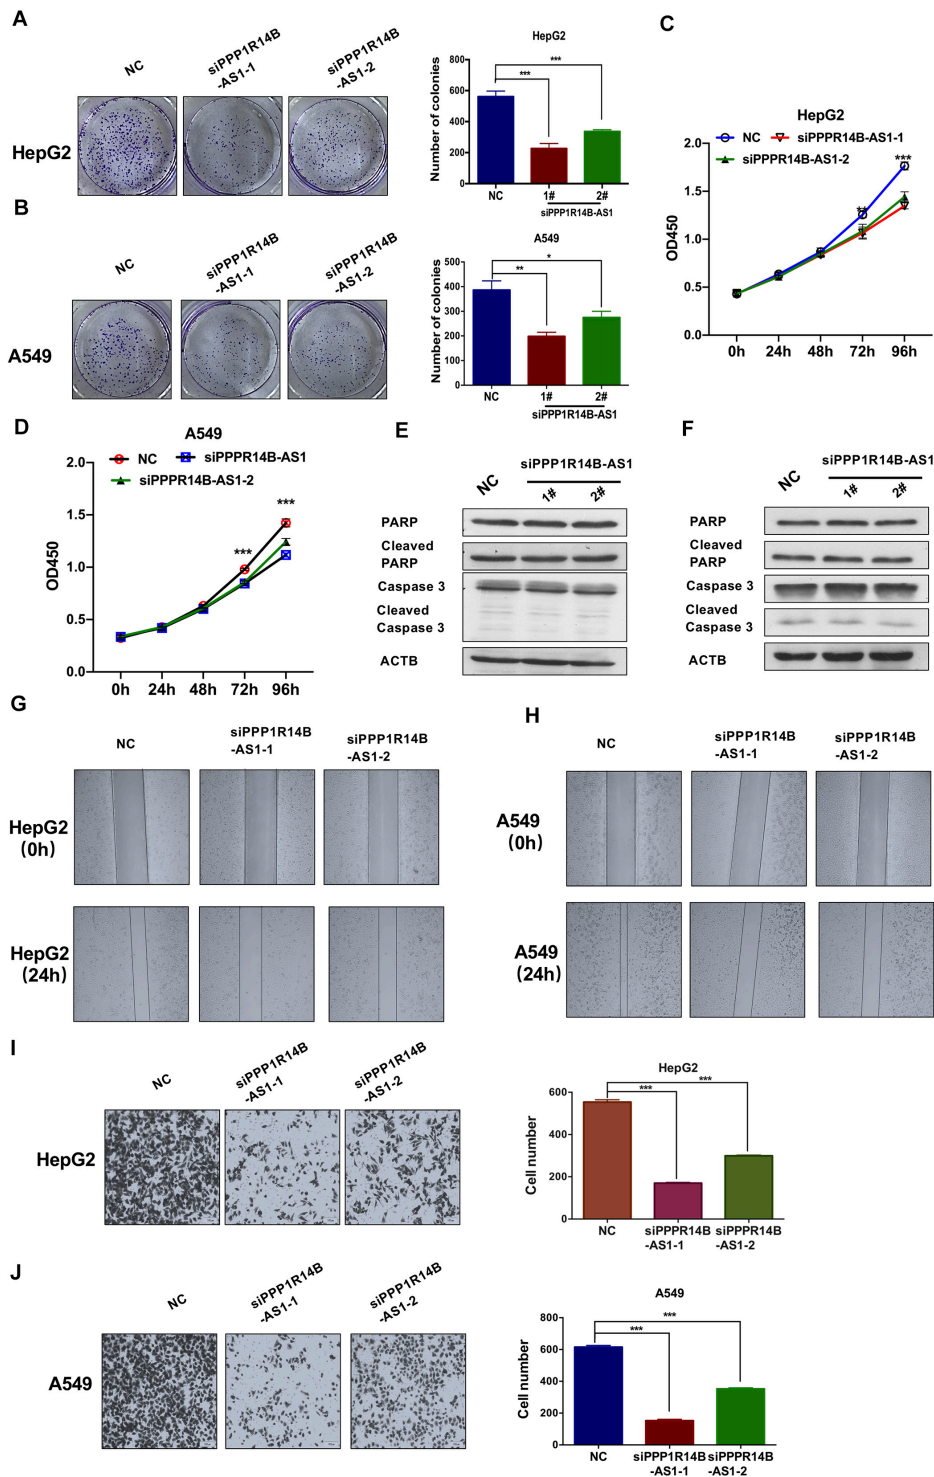 A
NC
siPPP1R14B
-AS1-1
siPPP1R14B
-AS1-2
HepG2
HepG2
Number of colonies
800
600
400
200
0
***
***
NC
1#
2#
siPPP1R14B-AS1
B
NC
siPPP1R14B
-AS1-1
siPPP1R14B
-AS1-2
A549
A549
Number of colonies
500
400
300
200
100
0
**
*
NC
1#
2#
siPPP1R14B-AS1
C
HepG2
NC
siPPPR14B-AS1-1
siPPPR14B-AS1-2
OD450
2.0
1.5
1.0
0.5
0.0
**
***
0h
24h
48h
72h
96h
D
A549
NC
siPPPR14B-AS1
siPPPR14B-AS1-2
OD450
2.0
1.5
1.0
0.5
0.0
***
***
0h
24h
48h
72h
96h
E
NC
siPPP1R14B-AS1
1#
2#
PARP
Cleaved
PARP
Caspase 3
Cleaved
Caspase 3
ACTB
F
NC
siPPP1R14B-AS1
1#
2#
PARP
Cleaved
PARP
Caspase 3
Cleaved
Caspase 3
ACTB
G
NC
siPPP1R14B
-AS1-1
siPPP1R14B
-AS1-2
HepG2
(0h)
HepG2
(24h)
H
NC
siPPP1R14B
-AS1-1
siPPP1R14B
-AS1-2
A549
(0h)
A549
(24h)
I
NC
siPPP1R14B
-AS1-1
siPPP1R14B
-AS1-2
HepG2
HepG2
Cell number
600
400
200
0
***
***
NC
siPPPR14B
-AS1-1
siPPPR14B
-AS1-2
J
NC
siPPP1R14B
-AS1-1
siPPP1R14B
-AS1-2
A549
A549
Cell number
800
600
400
200
0
***
***
NC
siPPP1R14B
-AS1-1
siPPPR14B
-AS1-2